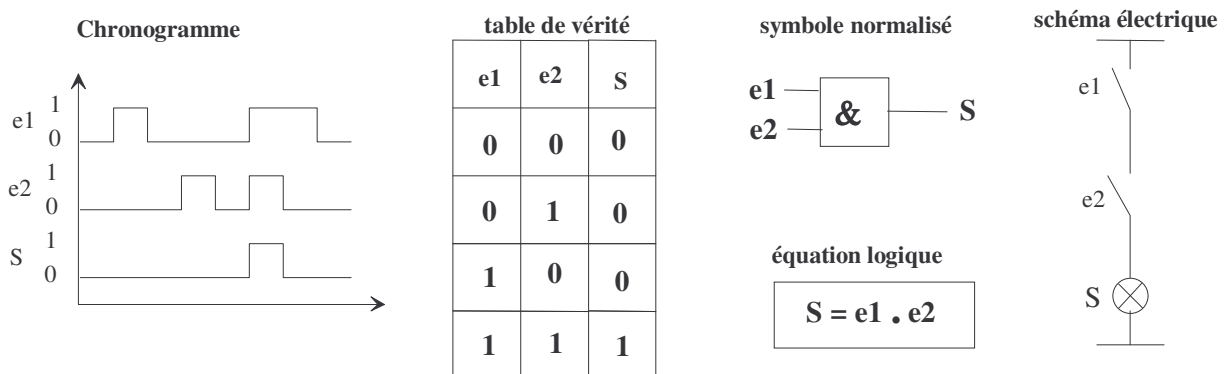 Chronogramme
e1 1
0
e2 1
0
S 1
0
table de vérité
e1 e2 S
0 0 0
0 1 0
1 0 0
1 1 1
symbole normalisé
e1
e2
& S
équation logique
S = e1 . e2
schéma électrique
e1
e2
S